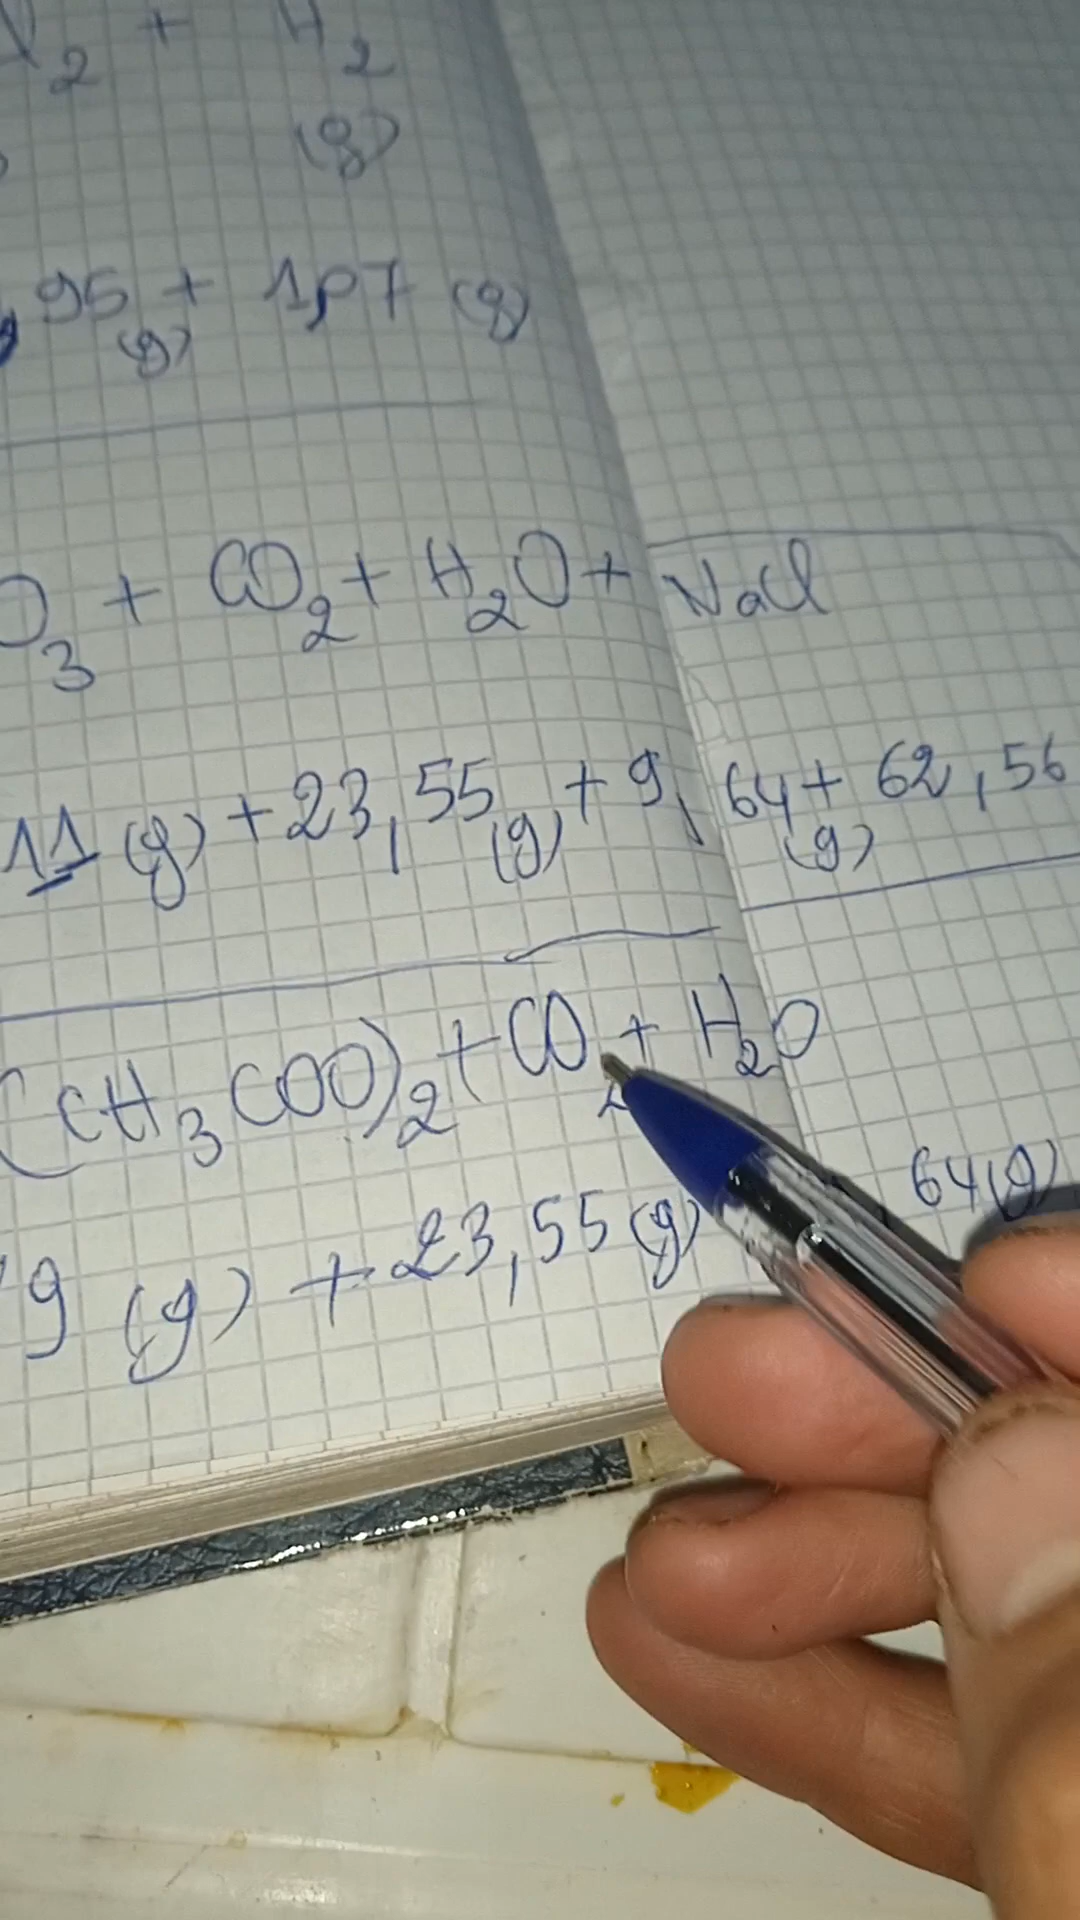 2 + H2
(g)
95 + 1,07 (g)
(g)
O3 + CO2 + H2O + NaCl
11 (g) + 23,55 (g) + 9,64 + 62,56
(g)
(CH3COO)2 + CO2 + H2O
9 (g) + 23,55 (g) 64 (g)